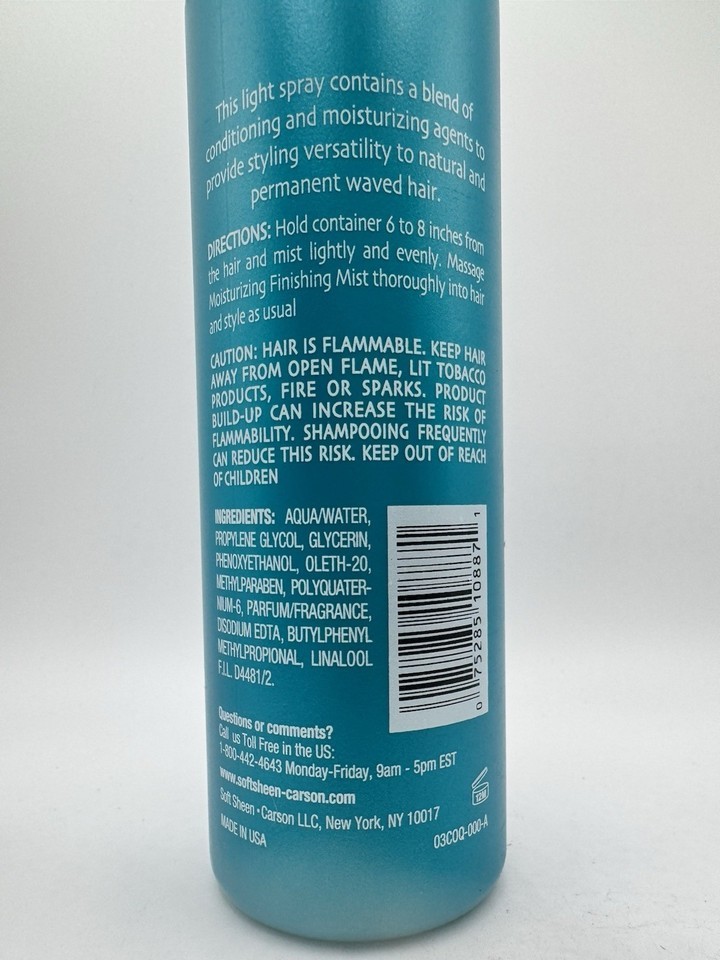 This light spray contains a blend of
conditioning and moisturizing agents to
provide styling versatility to natural and
permanent waved hair.
DIRECTIONS: Hold container 6 to 8 inches from
the hair and mist lightly and evenly. Massage
Moisturizing Finishing Mist thoroughly into hair
and style as usual
CAUTION: HAIR IS FLAMMABLE. KEEP HAIR
AWAY FROM OPEN FLAME, LIT TOBACCO
PRODUCTS, FIRE OR SPARKS. PRODUCT
BUILD-UP CAN INCREASE THE RISK OF
FLAMMABILITY. SHAMPOOING FREQUENTLY
CAN REDUCE THIS RISK. KEEP OUT OF REACH
OF CHILDREN
INGREDIENTS: AQUA/WATER,
PROPYLENE GLYCOL, GLYCERIN,
PHENOXYETHANOL, OLETH-20,
METHYLPARABEN, POLYQUATER-
NIUM-6, PARFUM/FRAGRANCE,
DISODIUM EDTA, BUTYLPHENYL
METHYLPROPIONAL, LINALOOL
F.I.L. D4481/2.
0 75285 10887 1
Questions or comments?
Call us Toll Free in the US:
1-800-442-4643 Monday-Friday, 9am - 5pm EST
www.softsheen-carson.com
Soft Sheen • Carson LLC, New York, NY 10017
MADE IN USA
12M
03COQ-000-A